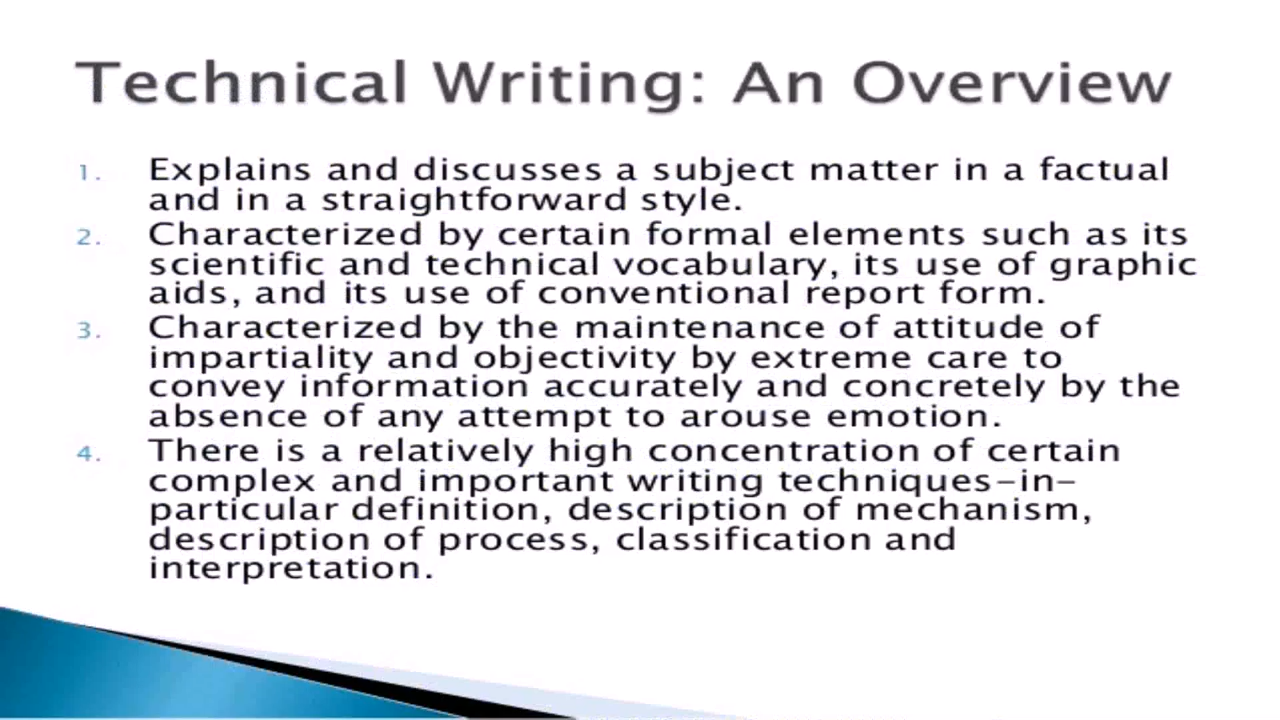 Technical Writing: An Overview
1. Explains and discusses a subject matter in a factual
and in a straightforward style.
2. Characterized by certain formal elements such as its
scientific and technical vocabulary, its use of graphic
aids, and its use of conventional report form.
3. Characterized by the maintenance of attitude of
impartiality and objectivity by extreme care to
convey information accurately and concretely by the
absence of any attempt to arouse emotion.
4. There is a relatively high concentration of certain
complex and important writing techniques-in-
particular definition, description of mechanism,
description of process, classification and
interpretation.